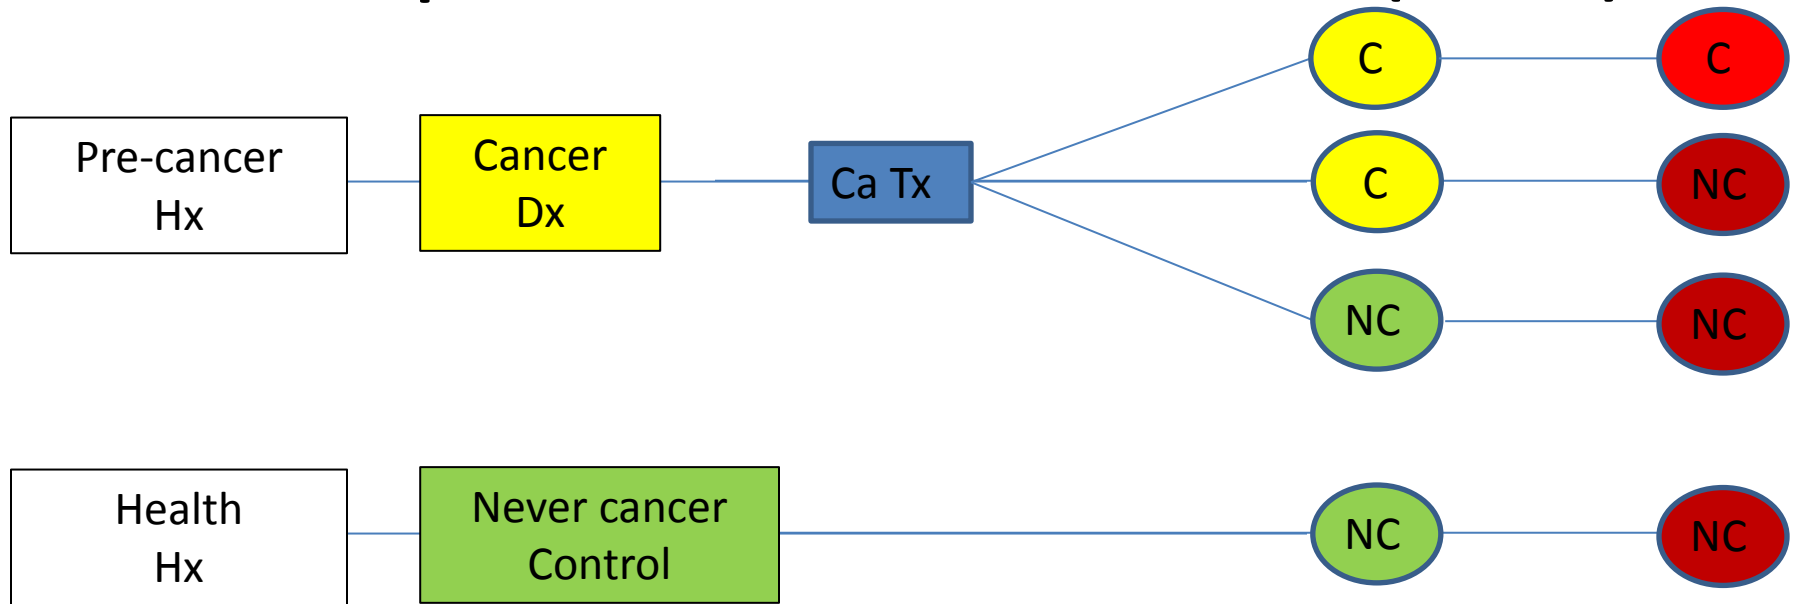 C
C
Pre-cancer
Hx
Cancer
Dx
Ca Tx
C
NC
NC
NC
Health
Hx
Never cancer
Control
NC
NC